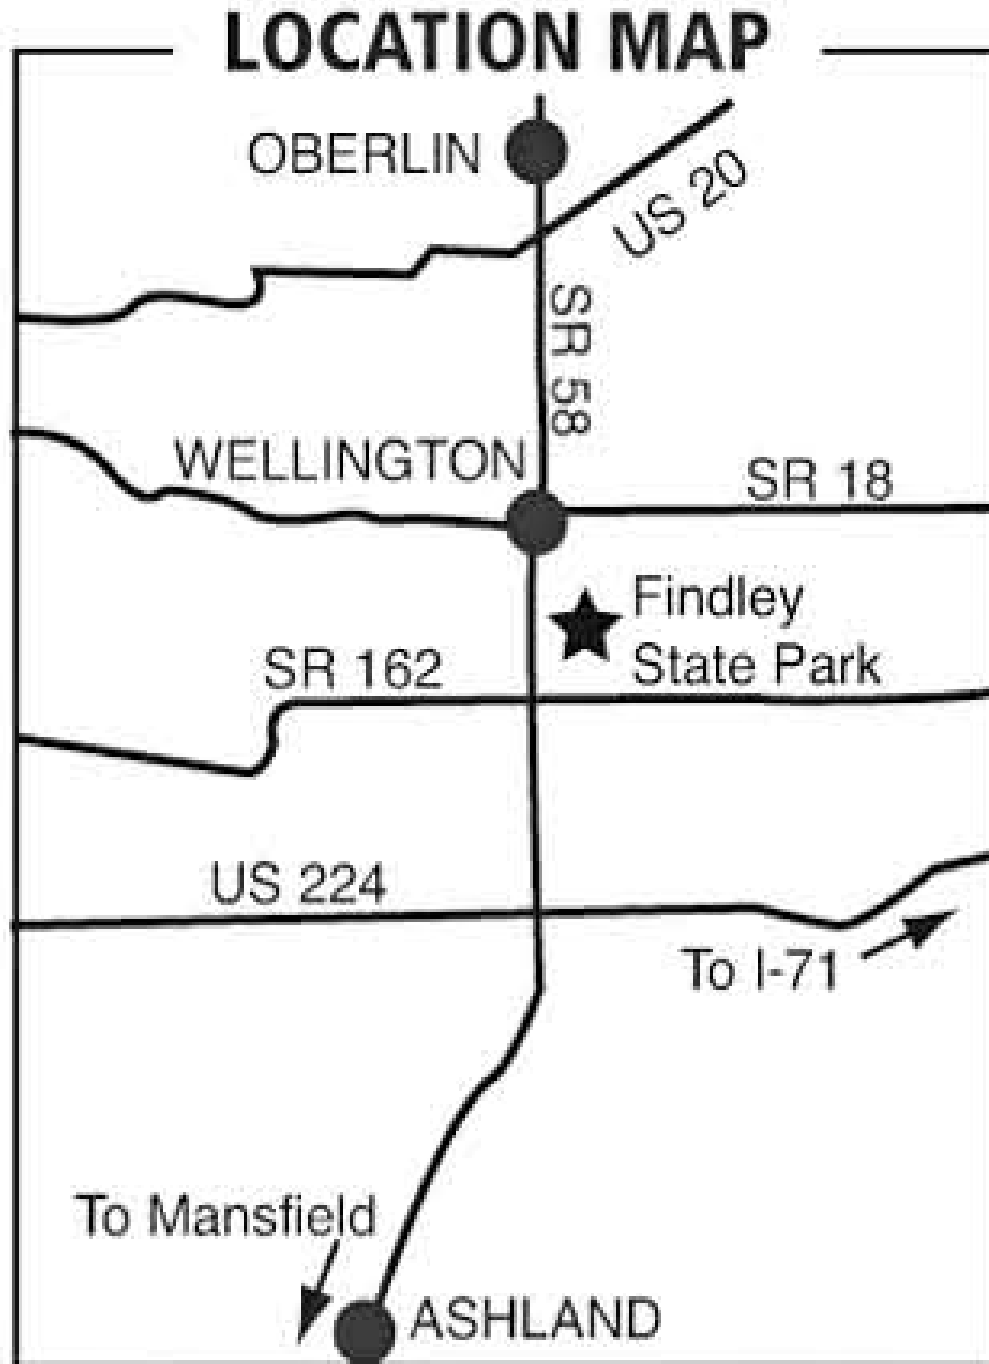 LOCATION MAP
OBERLIN
US 20
SR 58
WELLINGTON
SR 18
Findley
State Park
SR 162
US 224
To I-71
To Mansfield
ASHLAND